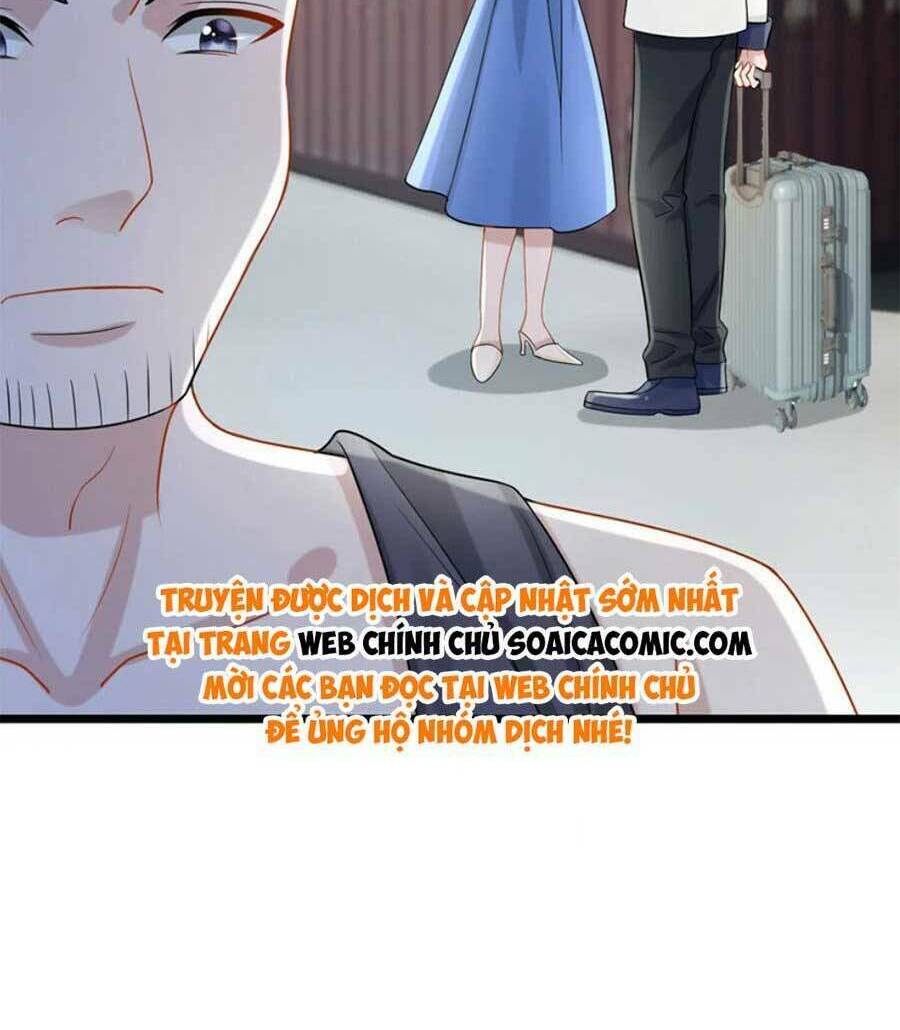 TRUYỆN ĐƯỢC DỊCH VÀ CẬP NHẬT SỚM NHẤT
TẠI TRANG WEB CHÍNH CHỦ SOAICACOMIC.COM
MỜI CÁC BẠN ĐỌC TẠI WEB CHÍNH CHỦ
ĐỂ ỦNG HỘ NHÓM DỊCH NHÉ!